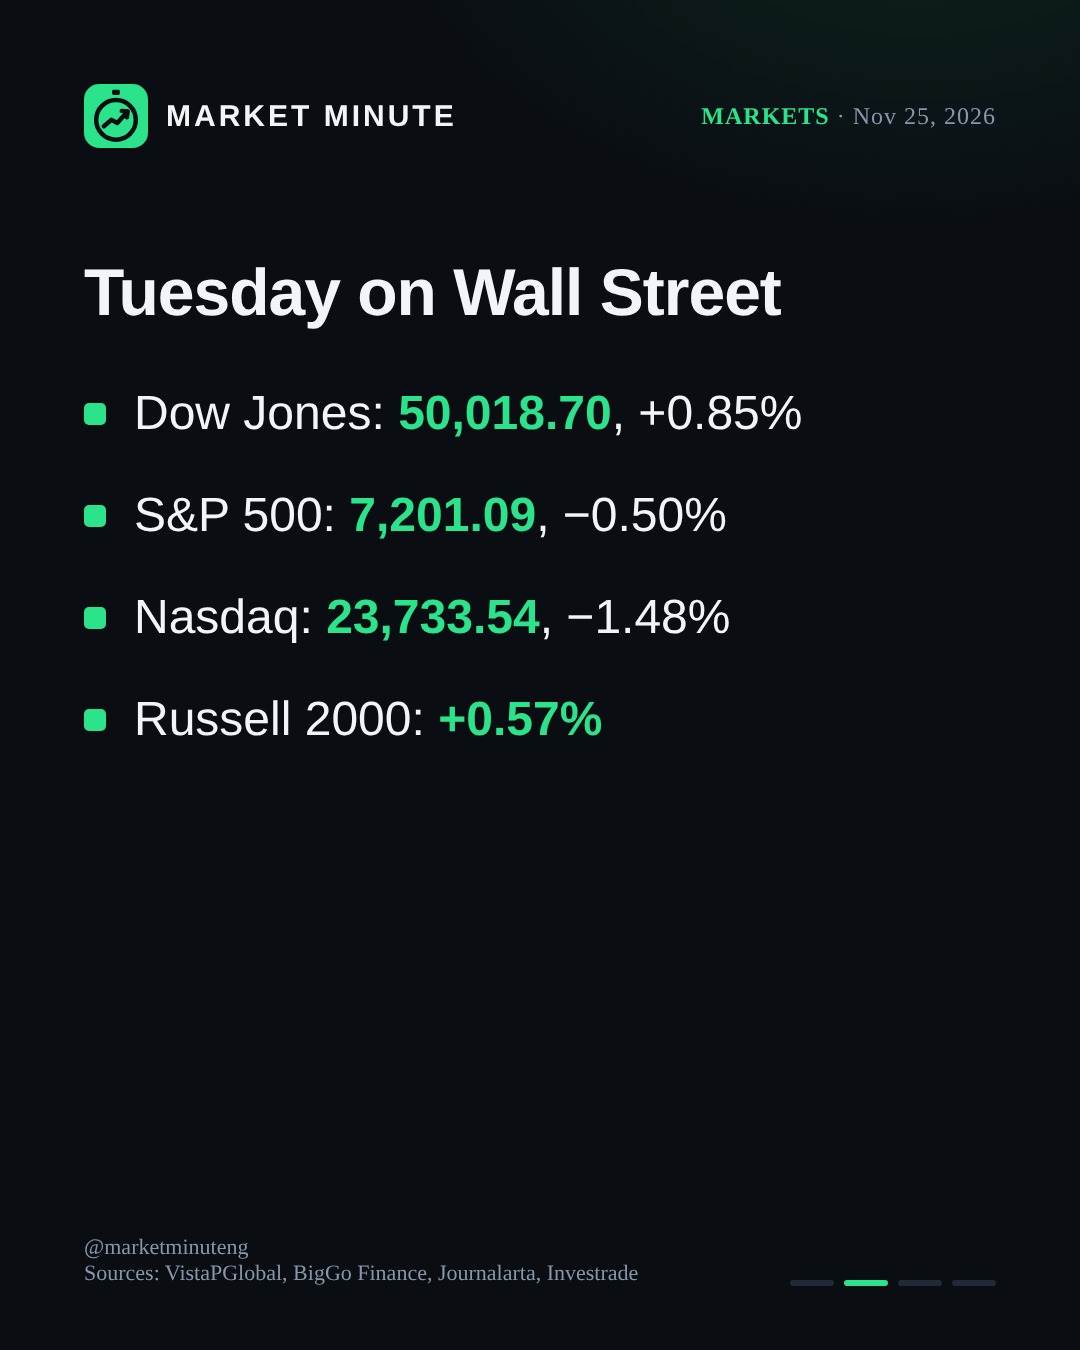 MARKET MINUTE
MARKETS · Nov 25, 2026
Tuesday on Wall Street
Dow Jones: 50,018.70, +0.85%
S&P 500: 7,201.09, −0.50%
Nasdaq: 23,733.54, −1.48%
Russell 2000: +0.57%
@marketminuteng
Sources: VistaPGlobal, BigGo Finance, Journalarta, Investrade